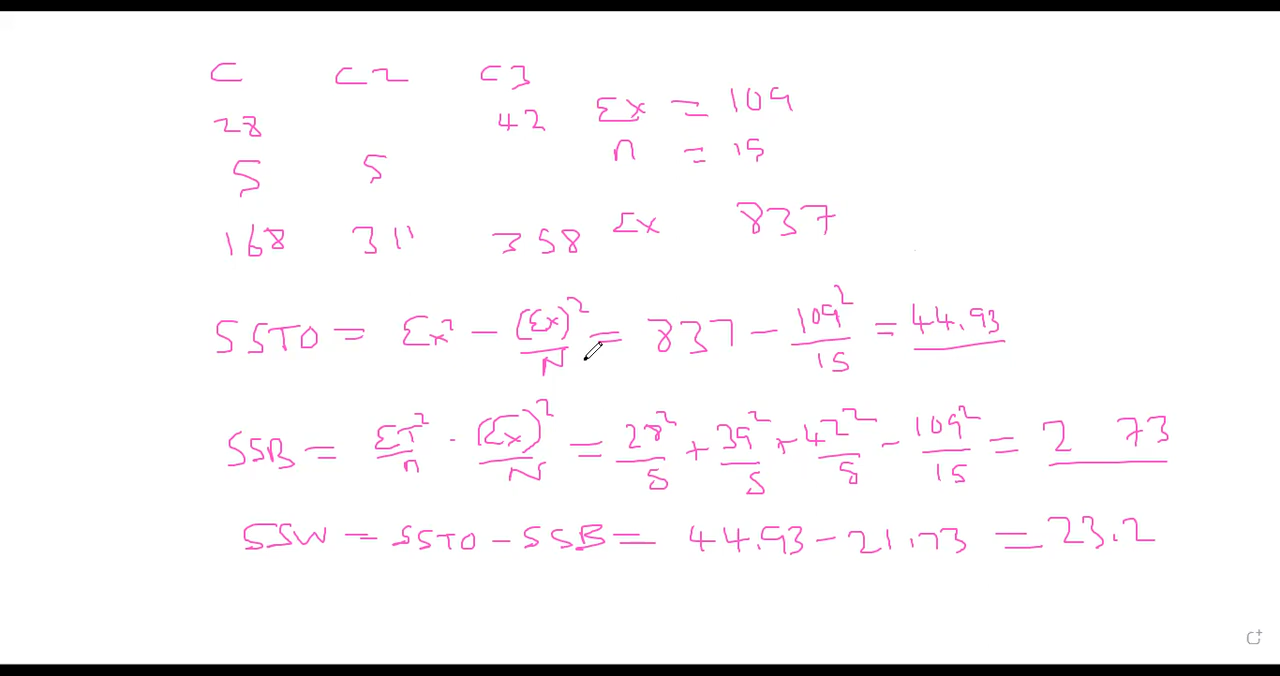 C C2 C3
28 42 Σx = 109
5 5 n = 15
168 311 358 Σx 837
SSTO = Σx² - (Σx)²/N = 837 - 109²/15 = 44.93
SSB = ΣT²/n - (Σx)²/N = 28²/5 + 39²/5 + 42²/5 - 109²/15 = 2 73
SSW = SSTO - SSB = 44.93 - 21.73 = 23.2